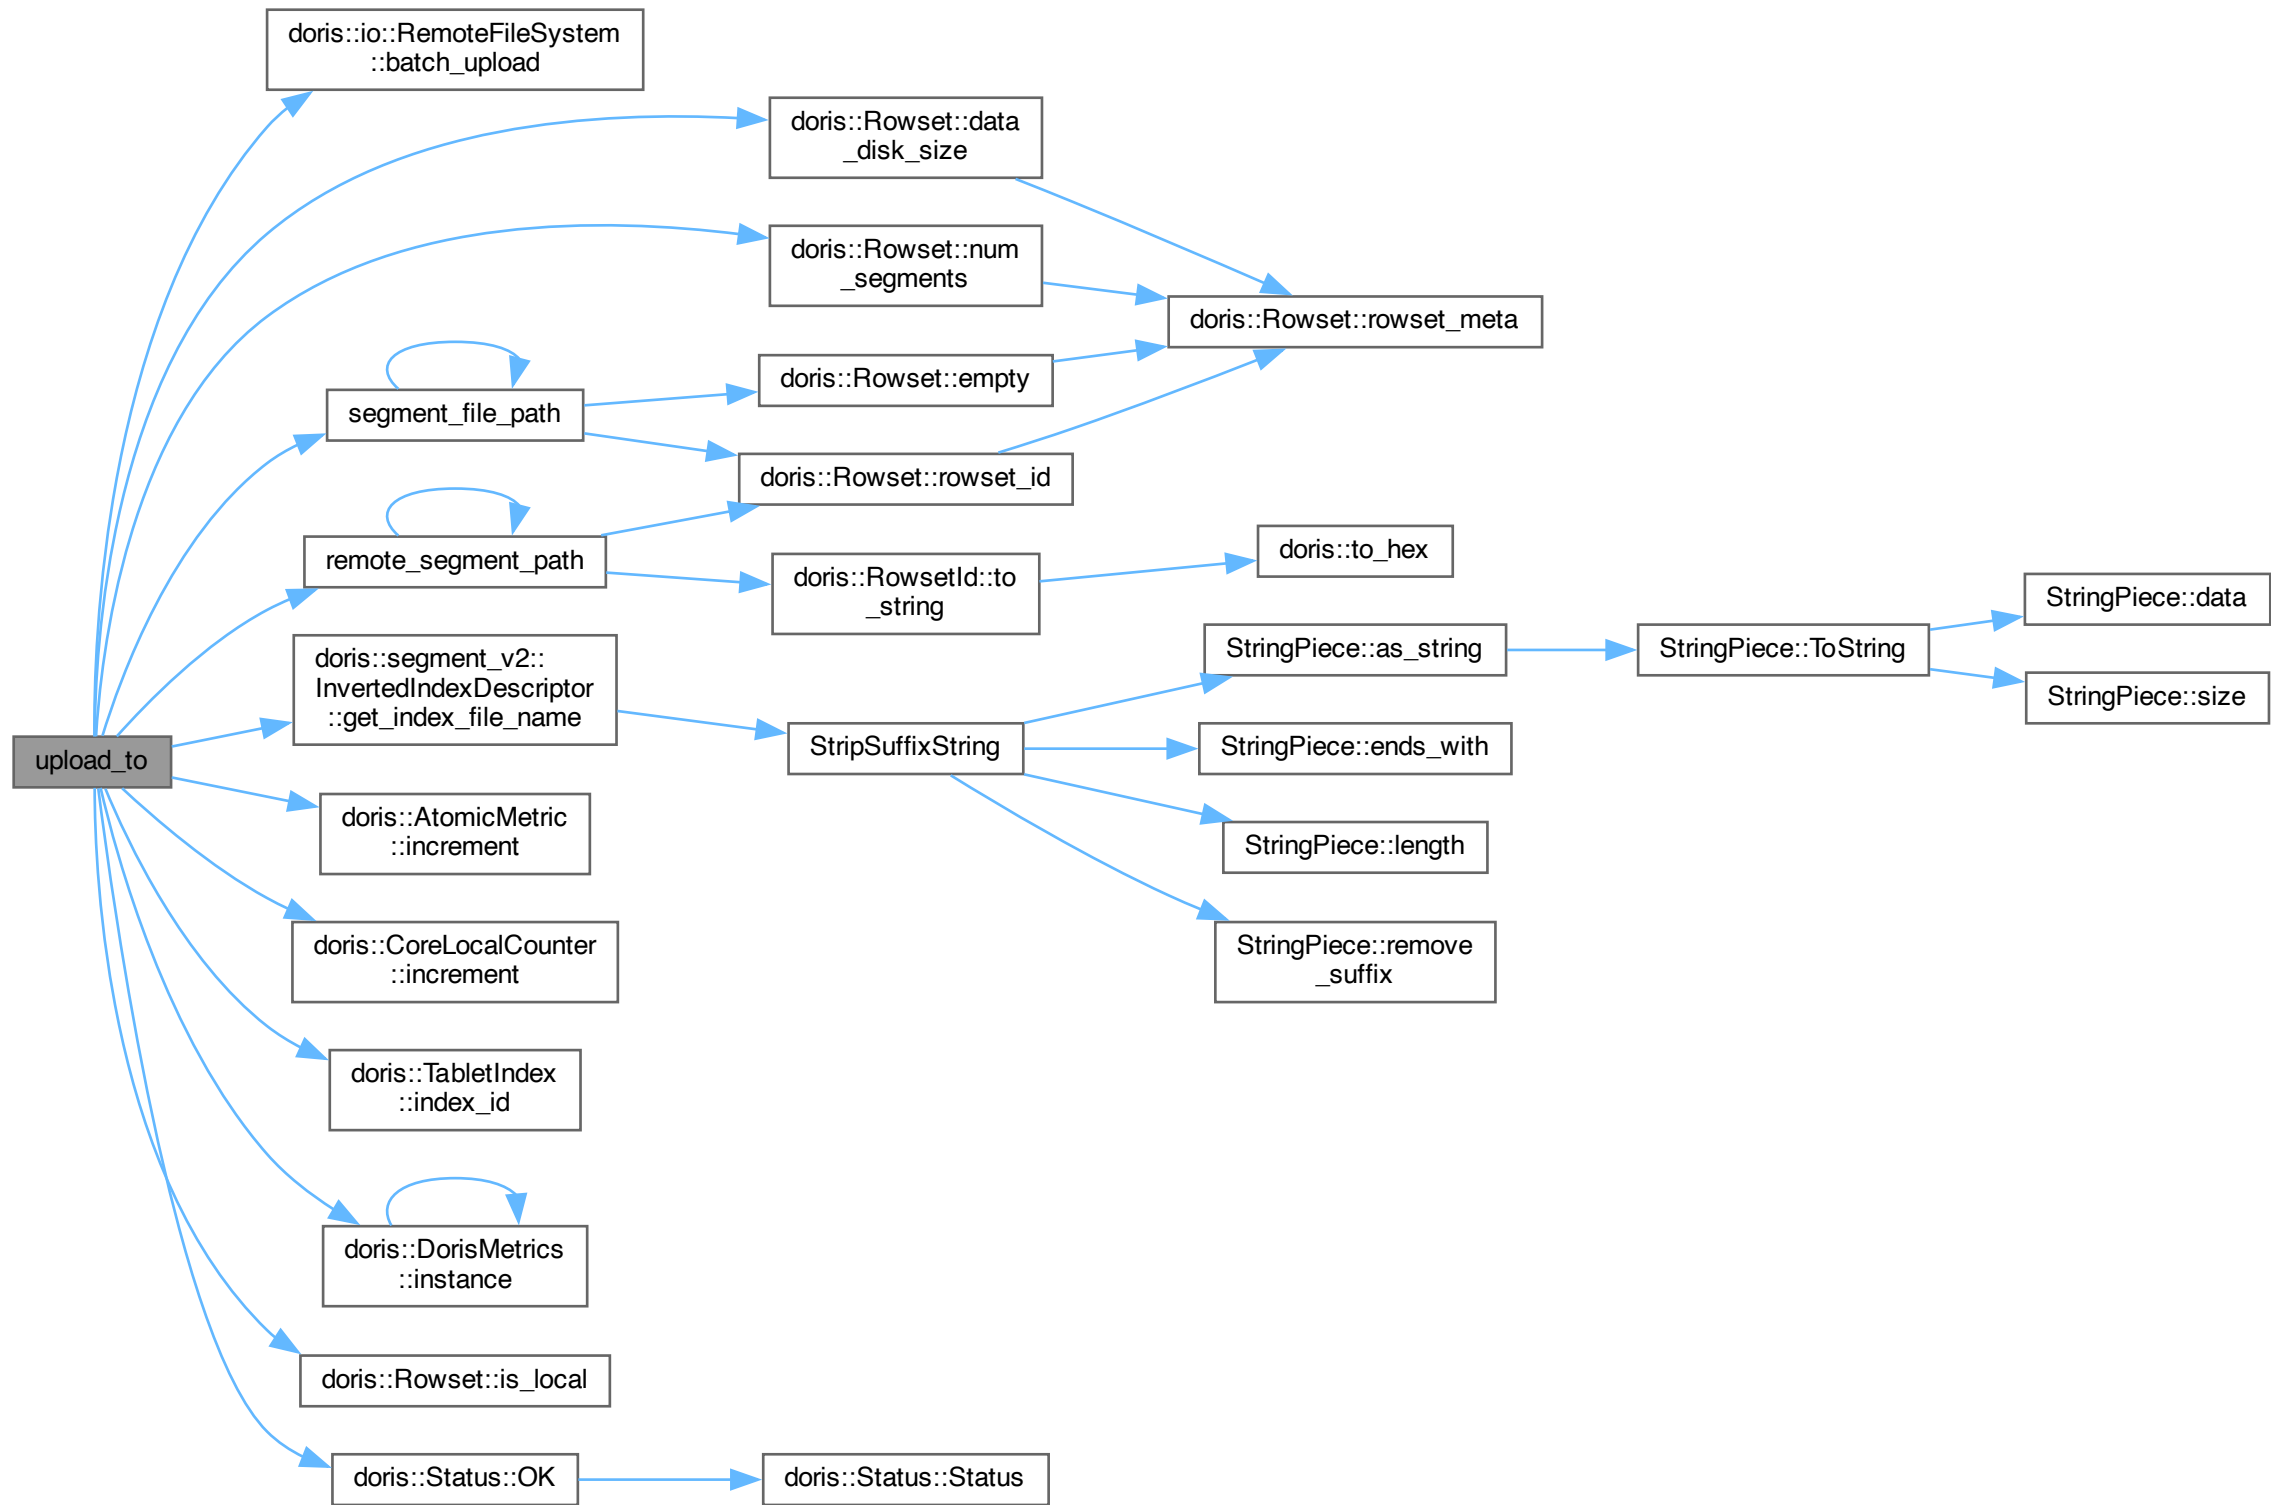 doris::io::RemoteFileSystem
::batch_upload
doris::Rowset::data
_disk_size
doris::Rowset::num
_segments
doris::Rowset::rowset_meta
doris::Rowset::empty
segment_file_path
doris::Rowset::rowset_id
remote_segment_path
doris::to_hex
doris::RowsetId::to
_string
StringPiece::data
doris::segment_v2::
InvertedIndexDescriptor
::get_index_file_name
StringPiece::as_string
StringPiece::ToString
StringPiece::size
upload_to
StripSuffixString
StringPiece::ends_with
doris::AtomicMetric
::increment
StringPiece::length
doris::CoreLocalCounter
::increment
StringPiece::remove
_suffix
doris::TabletIndex
::index_id
doris::DorisMetrics
::instance
doris::Rowset::is_local
doris::Status::OK
doris::Status::Status